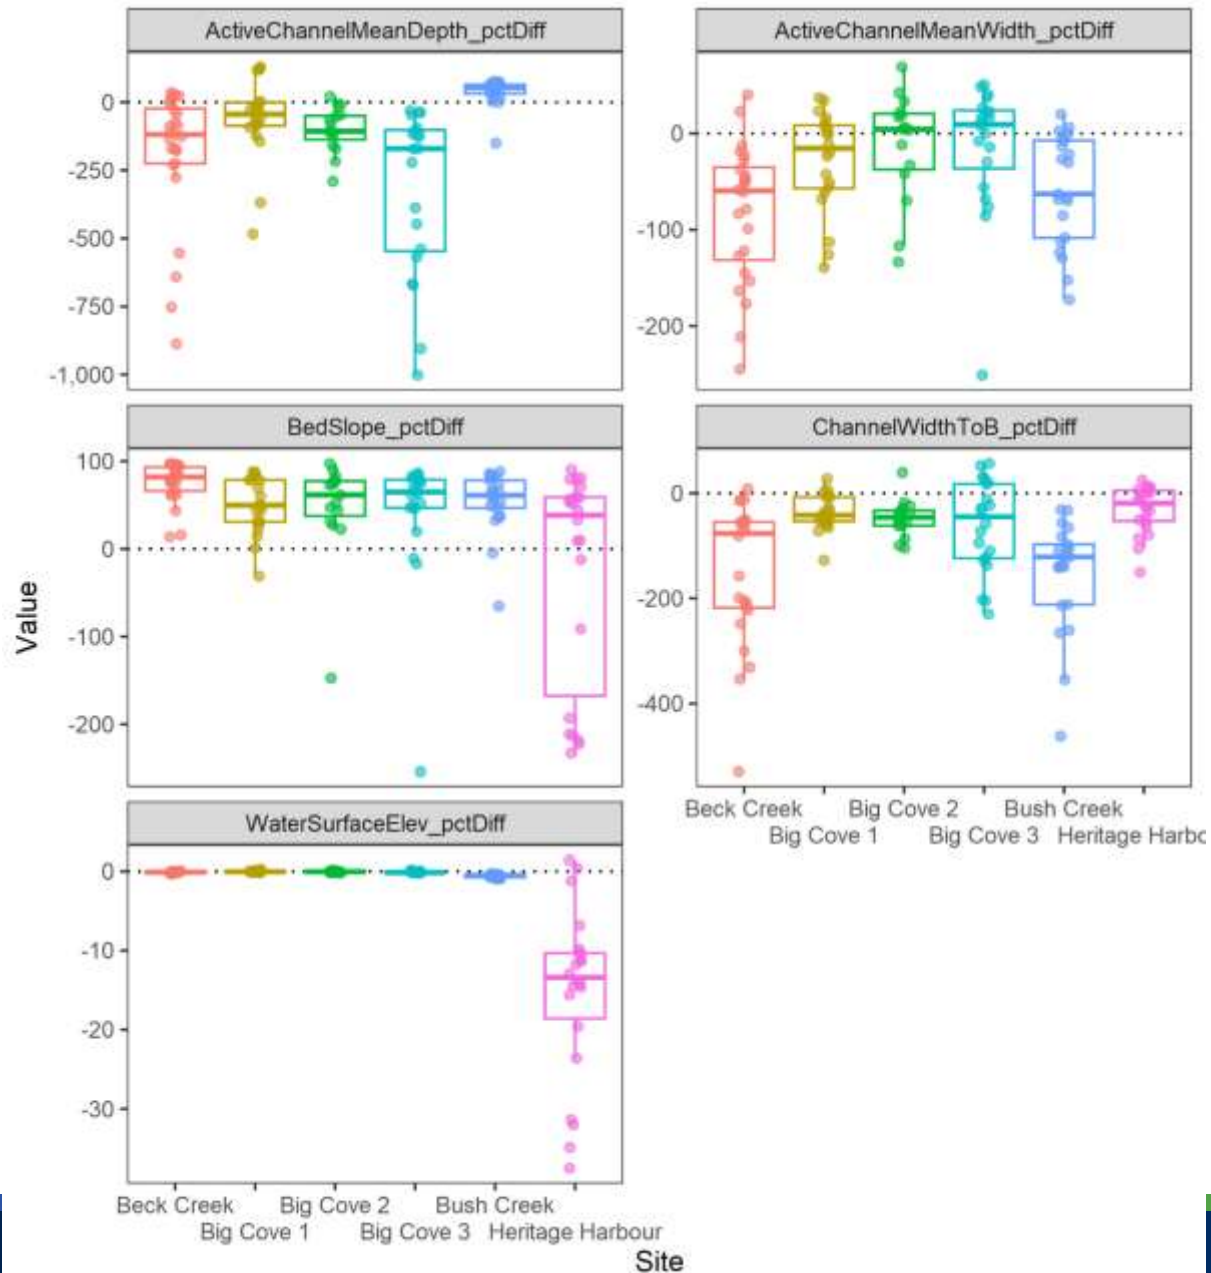 ActiveChannelMeanDepth_pctDiff
ActiveChannelMeanWidth_pctDiff
0
-250
-500
-750
-1,000
0
-100
-200
BedSlope_pctDiff
ChannelWidthToB_pctDiff
100
0
-100
-200
0
-200
-400
Value
Beck Creek Big Cove 2 Bush Creek
Big Cove 1 Big Cove 3 Heritage Harbo
WaterSurfaceElev_pctDiff
0
-10
-20
-30
Beck Creek Big Cove 2 Bush Creek
Big Cove 1 Big Cove 3 Heritage Harbour
Site